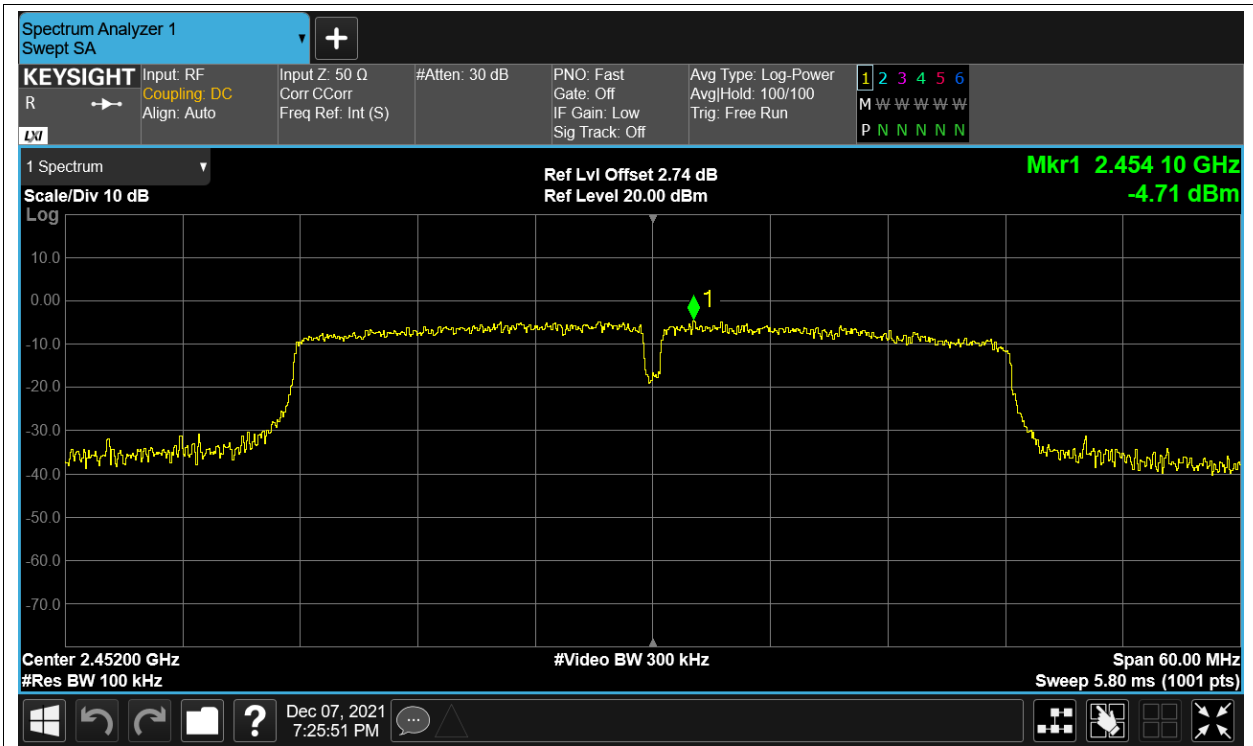 Spectrum Analyzer 1
Swept SA
KEYSIGHT
R
LXI
Input: RF
Coupling: DC
Align: Auto
Input Z: 50 Ω
Corr CCorr
Freq Ref: Int (S)
#Atten: 30 dB
PNO: Fast
Gate: Off
IF Gain: Low
Sig Track: Off
Avg Type: Log-Power
Avg|Hold: 100/100
Trig: Free Run
1 2 3 4 5 6
M W W W W W
P N N N N N
1 Spectrum
Scale/Div 10 dB
Log
Ref Lvl Offset 2.74 dB
Ref Level 20.00 dBm
Mkr1 2.454 10 GHz
-4.71 dBm
10.0
0.00
-10.0
-20.0
-30.0
-40.0
-50.0
-60.0
-70.0
1
Center 2.45200 GHz
#Res BW 100 kHz
#Video BW 300 kHz
Span 60.00 MHz
Sweep 5.80 ms (1001 pts)
?
Dec 07, 2021
7:25:51 PM